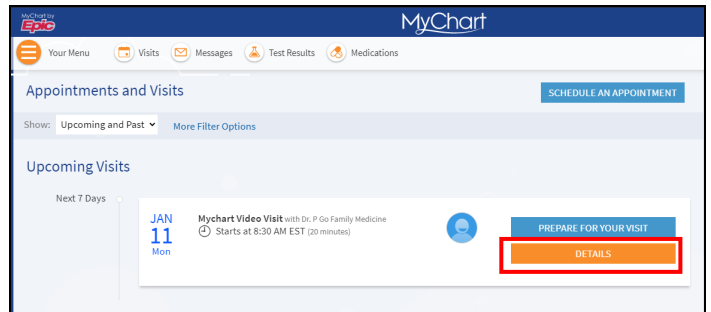 MyChart by
Epic
MyChart
Your Menu Visits Messages Test Results Medications
Appointments and Visits
SCHEDULE AN APPOINTMENT
Show: Upcoming and Past More Filter Options
Upcoming Visits
Next 7 Days
JAN
11
Mon
Mychart Video Visit with Dr. P Go Family Medicine
Starts at 8:30 AM EST (20 minutes)
PREPARE FOR YOUR VISIT
DETAILS